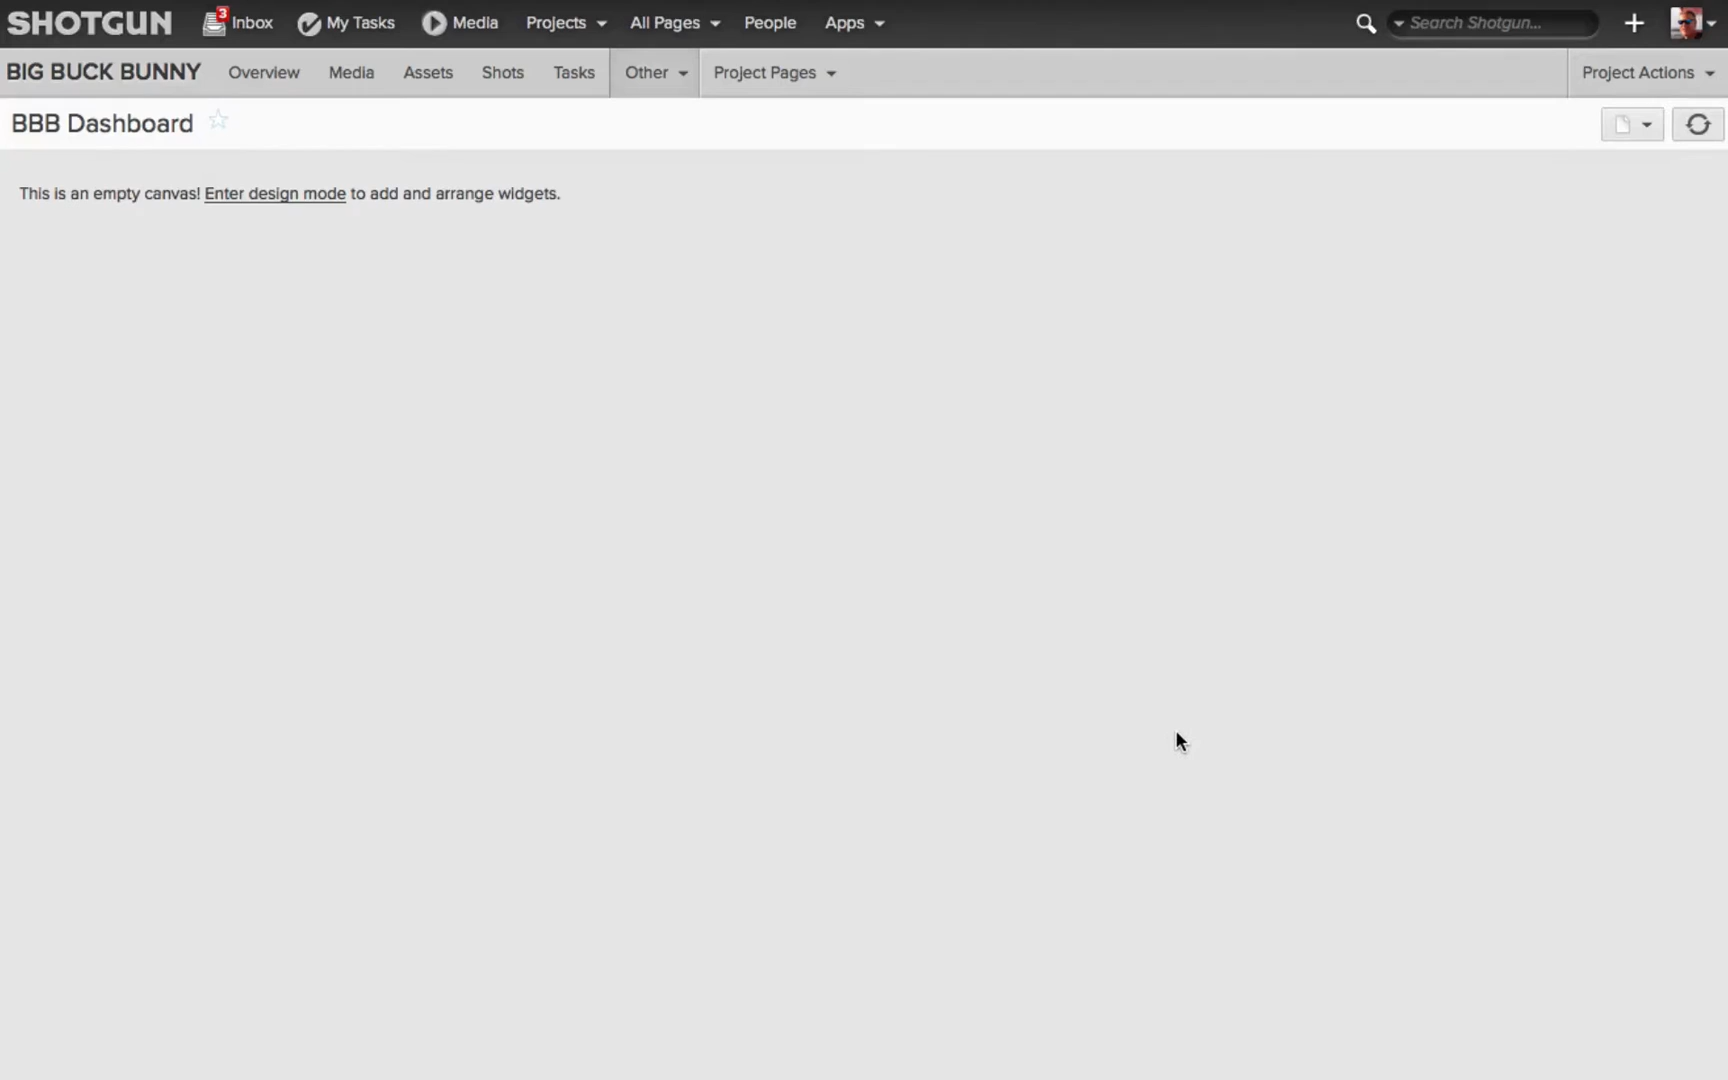 SHOTGUN 3 Inbox My Tasks Media Projects All Pages People Apps Search Shotgun...
BIG BUCK BUNNY Overview Media Assets Shots Tasks Other Project Pages Project Actions
BBB Dashboard
This is an empty canvas! Enter design mode to add and arrange widgets.